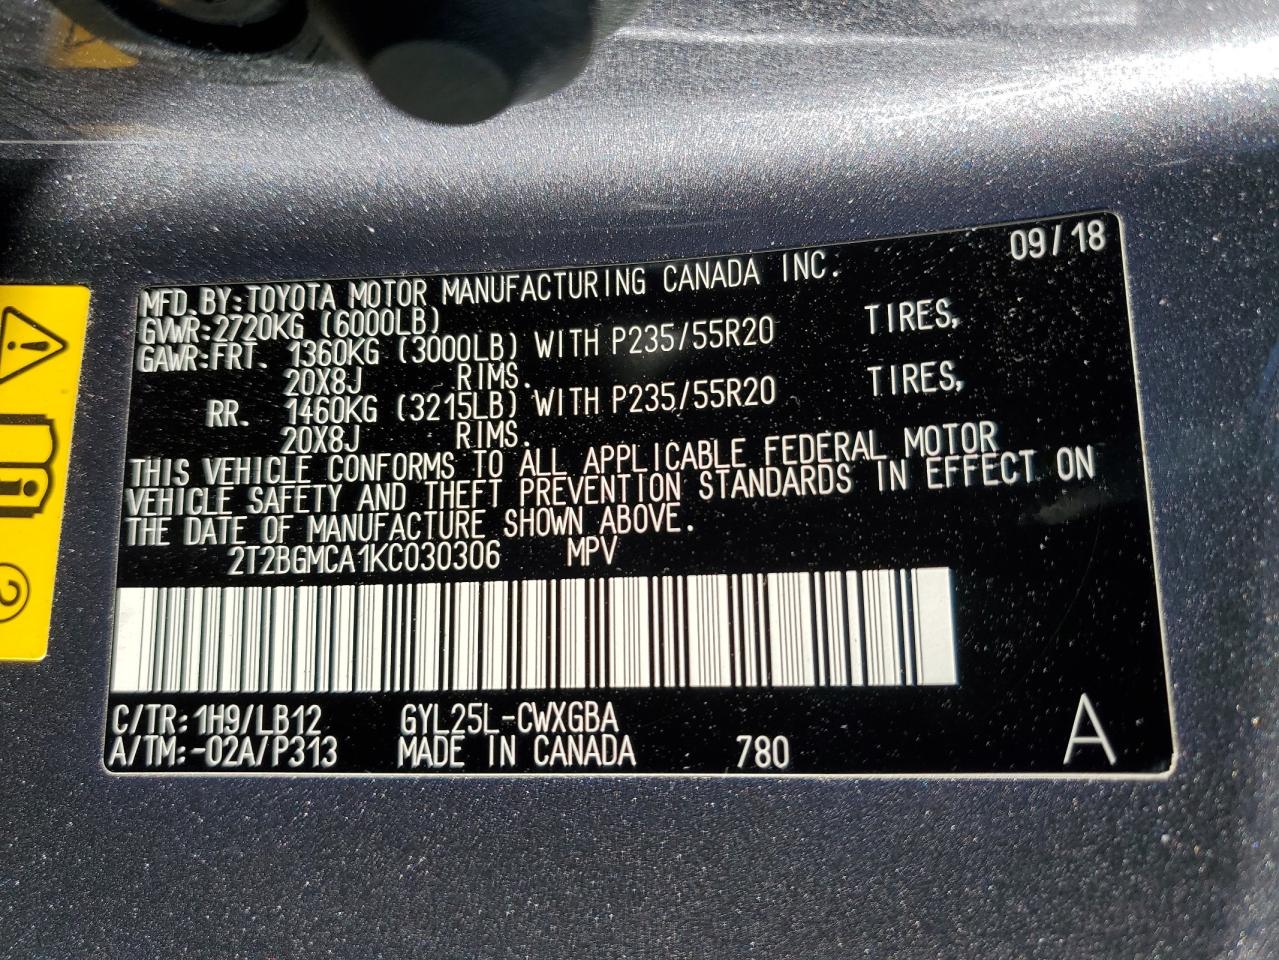 09/18
MFD.BY:TOYOTA MOTOR MANUFACTURING CANADA INC.
GVWR:2720KG (6000LB)
GAWR:FRT. 1360KG (3000LB) WITH P235/55R20 TIRES,
20X8J RIMS.
RR. 1460KG (3215LB) WITH P235/55R20 TIRES,
20X8J RIMS.
THIS VEHICLE CONFORMS TO ALL APPLICABLE FEDERAL MOTOR
VEHICLE SAFETY AND THEFT PREVENTION STANDARDS IN EFFECT ON
THE DATE OF MANUFACTURE SHOWN ABOVE.
2T2BGMCA1KC030306 MPV
C/TR:1H9/LB12 GYL25L-CWXGBA
A/TM:-02A/P313 MADE IN CANADA 780 A
2